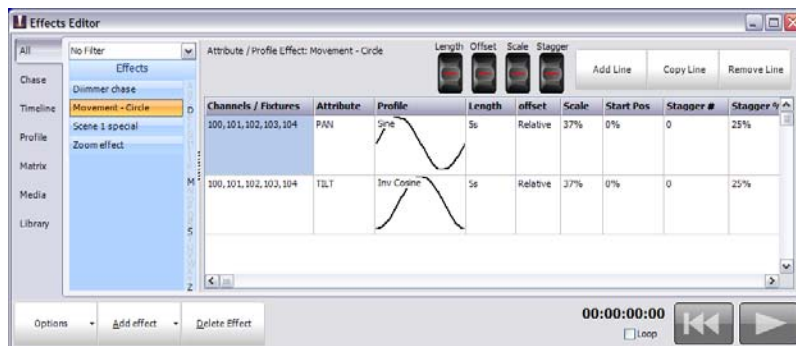 Effects Editor
All
Chase
Timeline
Profile
Matrix
Media
Library
No Filter
Effects
Diimmer chase
Movement - Circle
Scene 1 special
Zoom effect
D
M
S
Z
Attribute / Profile Effect: Movement - Circle
Length Offset Scale Stagger
Add Line Copy Line Remove Line
Channels / Fixtures Attribute Profile Length offset Scale Start Pos Stagger # Stagger %
100,101,102,103,104 PAN Sine 5s Relative 37% 0% 0 25%
100,101,102,103,104 TILT Inv Cosine 5s Relative 37% 0% 0 25%
Options Add effect Delete Effect
00:00:00:00
Loop